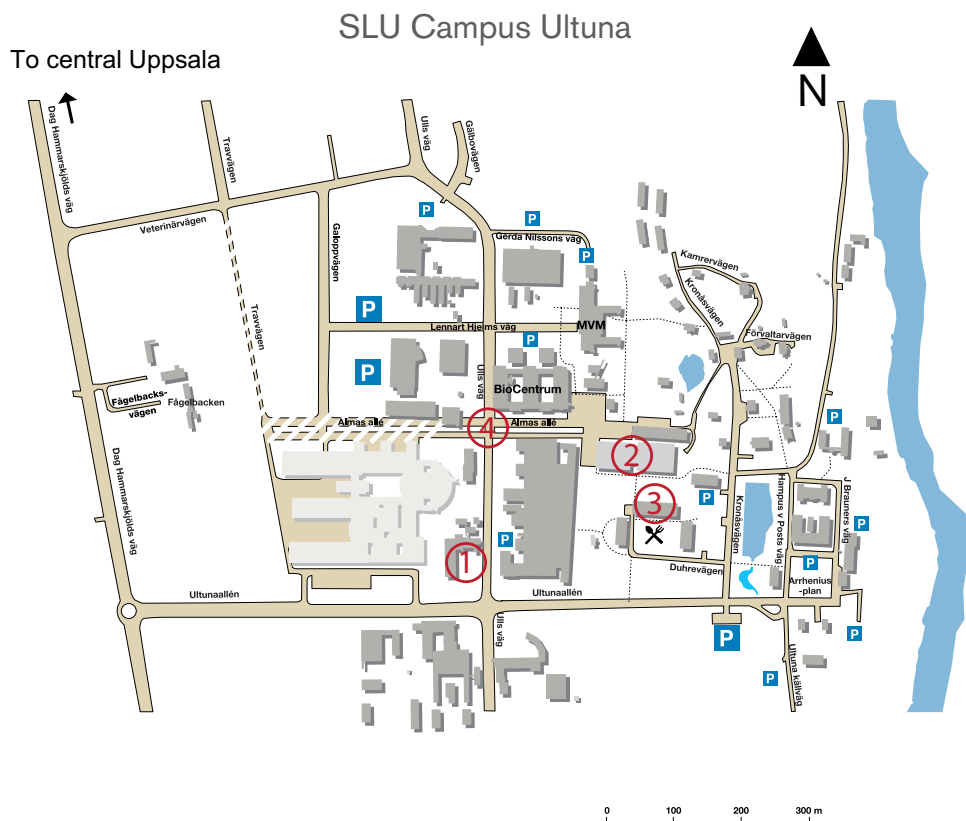 SLU Campus Ultuna
To central Uppsala
N
Dag Hammarskjölds väg
Travvägen
Ulls väg
Gälbovägen
Veterinärvägen
Galoppvägen
P
P
Gerda Nilssons väg
P
Kamrervägen
Kronåsvägen
P
Lennart Hjelms väg
MVM
P
Förvaltarvägen
Travvägen
P
Ulls väg
BioCentrum
Fågelbacks-
vägen
Fågelbacken
Almas allé
4
Almas allé
P
2
Dag Hammarskjölds väg
3
P
Kronåsvägen
Hampus v Posts väg
J Brauners väg
P
P
1
Duhrevägen
P
Arrhenius
-plan
Ultunaallén
Ultunaallén
Ulls väg
P
P
P
Ultuna källväg
0 100 200 300 m